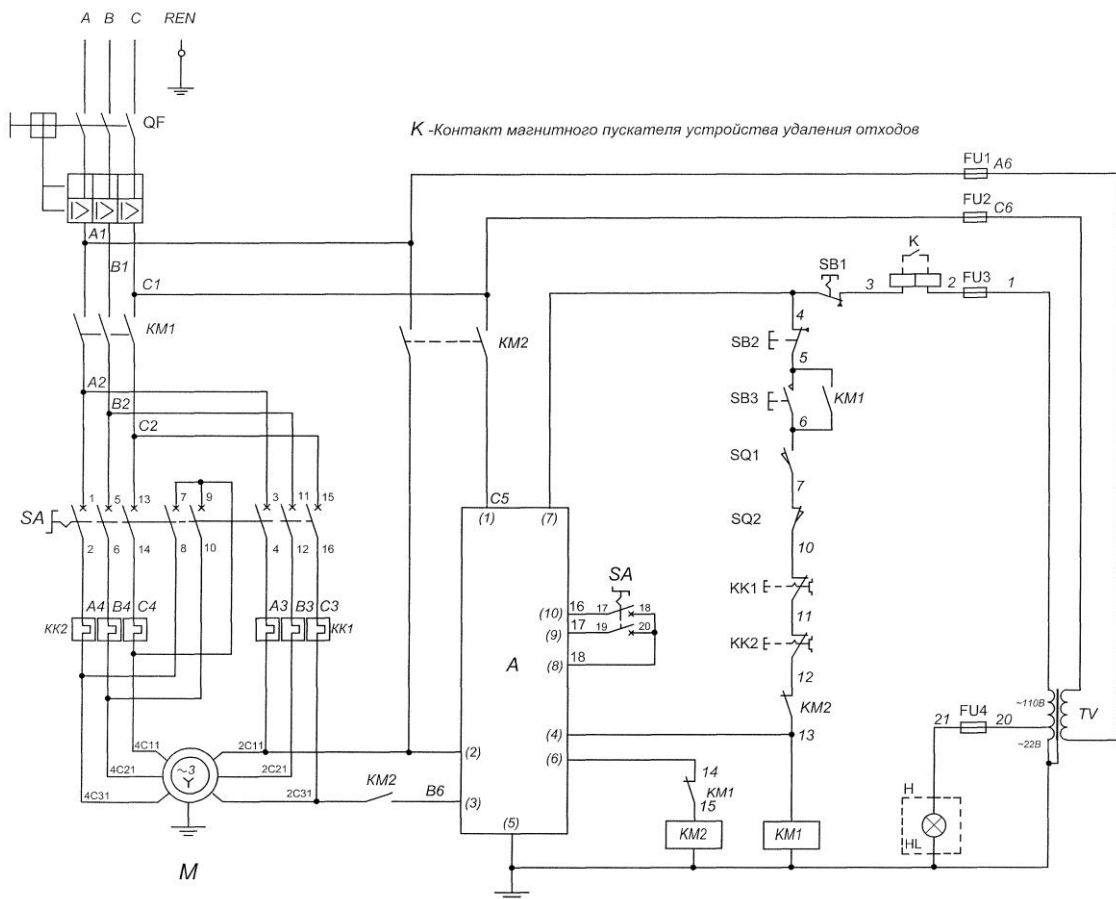 A B C REN
QF
K -Контакт магнитного пускателя устройства удаления отходов
FU1 A6
FU2 C6
A1
B1
C1
K
SB1
3 2 FU3 1
KM1
KM2
4
SB2
5
A2
B2
C2
SB3
KM1
6
SQ1
7
SA
1 5 13 7 9 3 11 15
2 6 14 8 10 4 12 16
C5
(1) (7)
SQ2
10
SA
KK2 A4 B4 C4 A3 B3 C3 KK1
(10) 16 17 18
(9) 17 19 20
(8) 18
A
KK1
11
KK2
12
KM2
13
~110В
TV
21 FU4 20
~22В
4C11 2C11
(2)
(4)
(6)
4C21 ~3 Y 2C21
4C31 2C31
KM2
B6
(3)
14
KM1
15
(5)
KM2
KM1
H
HL
M